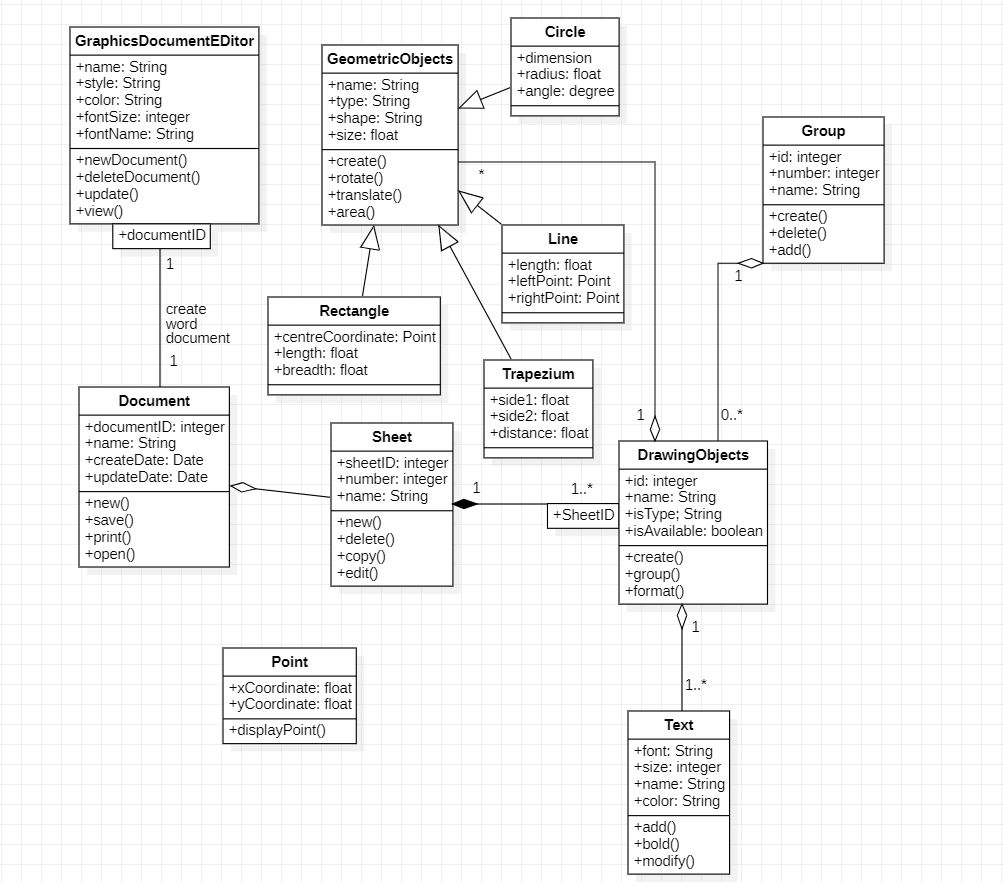 GraphicsDocumentEDitor
+name: String
+style: String
+color: String
+fontSize: integer
+fontName: String
+newDocument()
+deleteDocument()
+update()
+view()
+documentID
1
create
word
document
1
GeometricObjects
+name: String
+type: String
+shape: String
+size: float
+create()
+rotate()
+translate()
+area()
*
Circle
+dimension
+radius: float
+angle: degree
Group
+id: integer
+number: integer
+name: String
+create()
+delete()
+add()
1
0..*
Line
+length: float
+leftPoint: Point
+rightPoint: Point
Rectangle
+centreCoordinate: Point
+length: float
+breadth: float
Trapezium
+side1: float
+side2: float
+distance: float
Document
+documentID: integer
+name: String
+createDate: Date
+updateDate: Date
+new()
+save()
+print()
+open()
Sheet
+sheetID: integer
+number: integer
+name: String
+new()
+delete()
+copy()
+edit()
1
1..*
+SheetID
1
DrawingObjects
+id: integer
+name: String
+isType; String
+isAvailable: boolean
+create()
+group()
+format()
1
1..*
Point
+xCoordinate: float
+yCoordinate: float
+displayPoint()
Text
+font: String
+size: integer
+name: String
+color: String
+add()
+bold()
+modify()